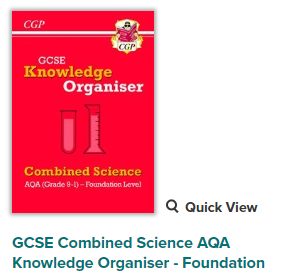 CGP
CGP
GCSE
Knowledge
Organiser
Combined Science
AQA (Grade 9-1) – Foundation Level
Quick View
GCSE Combined Science AQA
Knowledge Organiser - Foundation